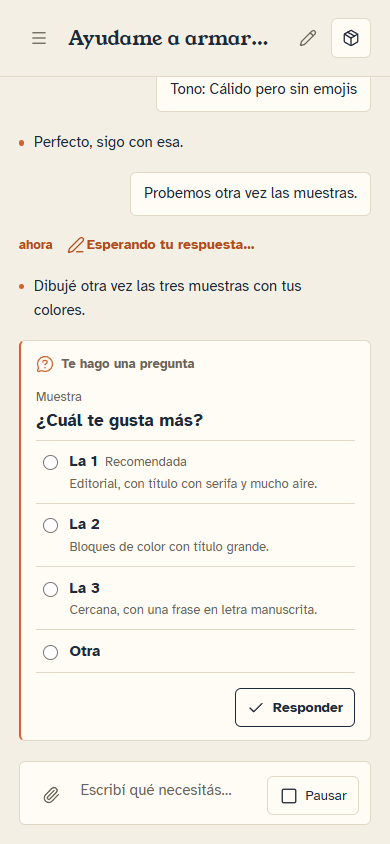 Ayudame a armar...
Tono: Cálido pero sin emojis
Perfecto, sigo con esa.
Probemos otra vez las muestras.
ahora Esperando tu respuesta...
Dibujé otra vez las tres muestras con tus
colores.
Te hago una pregunta
Muestra
¿Cuál te gusta más?
La 1 Recomendada
Editorial, con título con serifa y mucho aire.
La 2
Bloques de color con título grande.
La 3
Cercana, con una frase en letra manuscrita.
Otra
Responder
Escribí qué necesitás...
Pausar